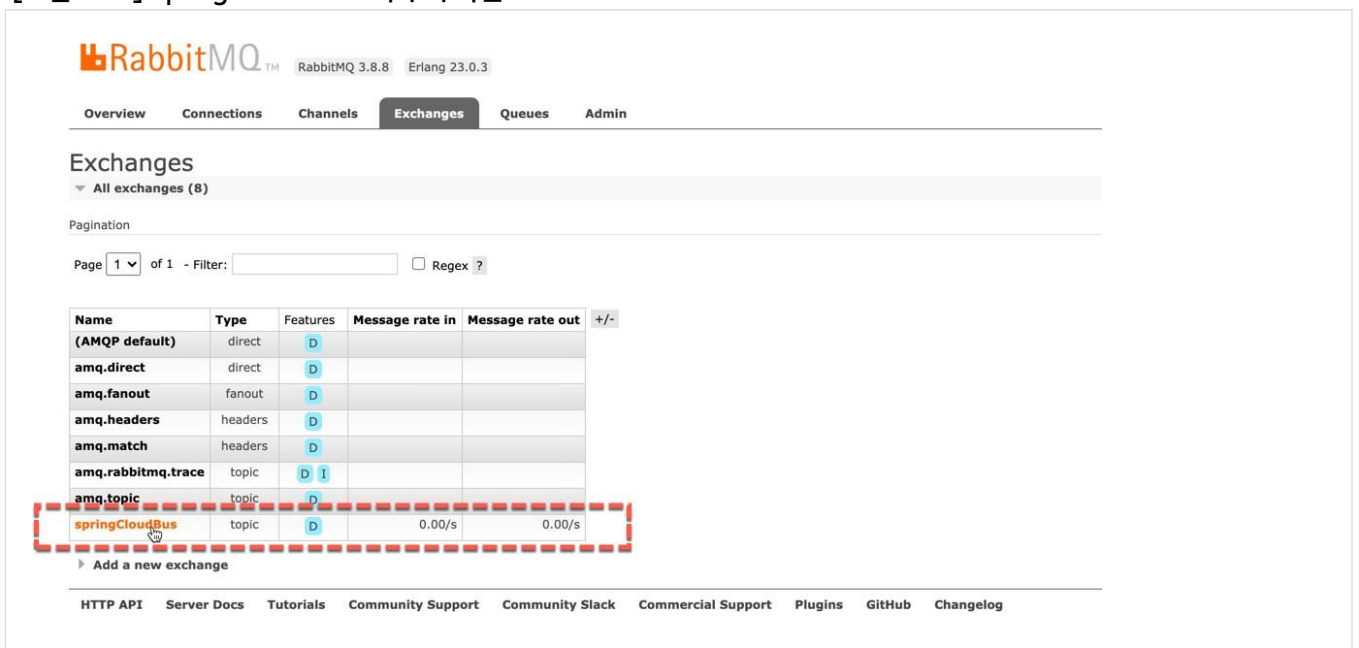 RabbitMQ TM RabbitMQ 3.8.8 Erlang 23.0.3
Overview Connections Channels Exchanges Queues Admin
Exchanges
All exchanges (8)
Pagination
Page 1 of 1 - Filter: Regex ?
Name Type Features Message rate in Message rate out +/-
(AMQP default) direct D
amq.direct direct D
amq.fanout fanout D
amq.headers headers D
amq.match headers D
amq.rabbitmq.trace topic D I
amq.topic topic D
springCloudBus topic D 0.00/s 0.00/s
Add a new exchange
HTTP API Server Docs Tutorials Community Support Community Slack Commercial Support Plugins GitHub Changelog